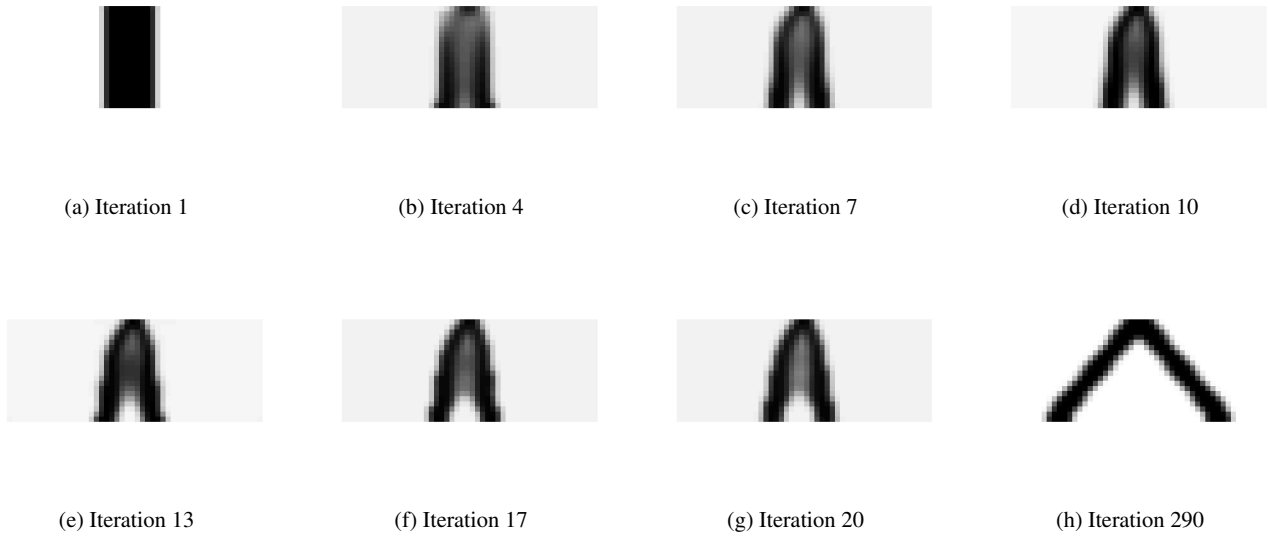 (a) Iteration 1
(b) Iteration 4
(c) Iteration 7
(d) Iteration 10
(e) Iteration 13
(f) Iteration 17
(g) Iteration 20
(h) Iteration 290